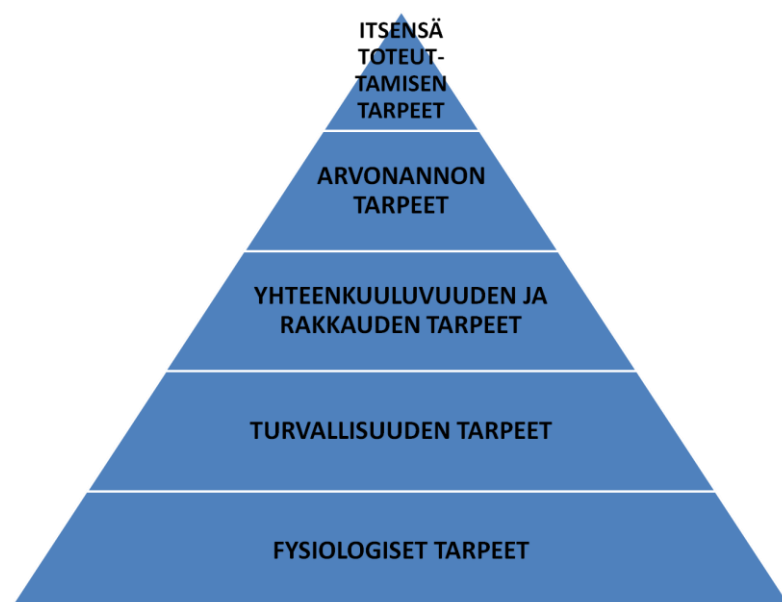 ITSENSÄ
TOTEUT-
TAMISEN
TARPEET
ARVONANNON
TARPEET
YHTEENKUULUVUUDEN JA
RAKKAUDEN TARPEET
TURVALLISUUDEN TARPEET
FYSIOLOGISET TARPEET